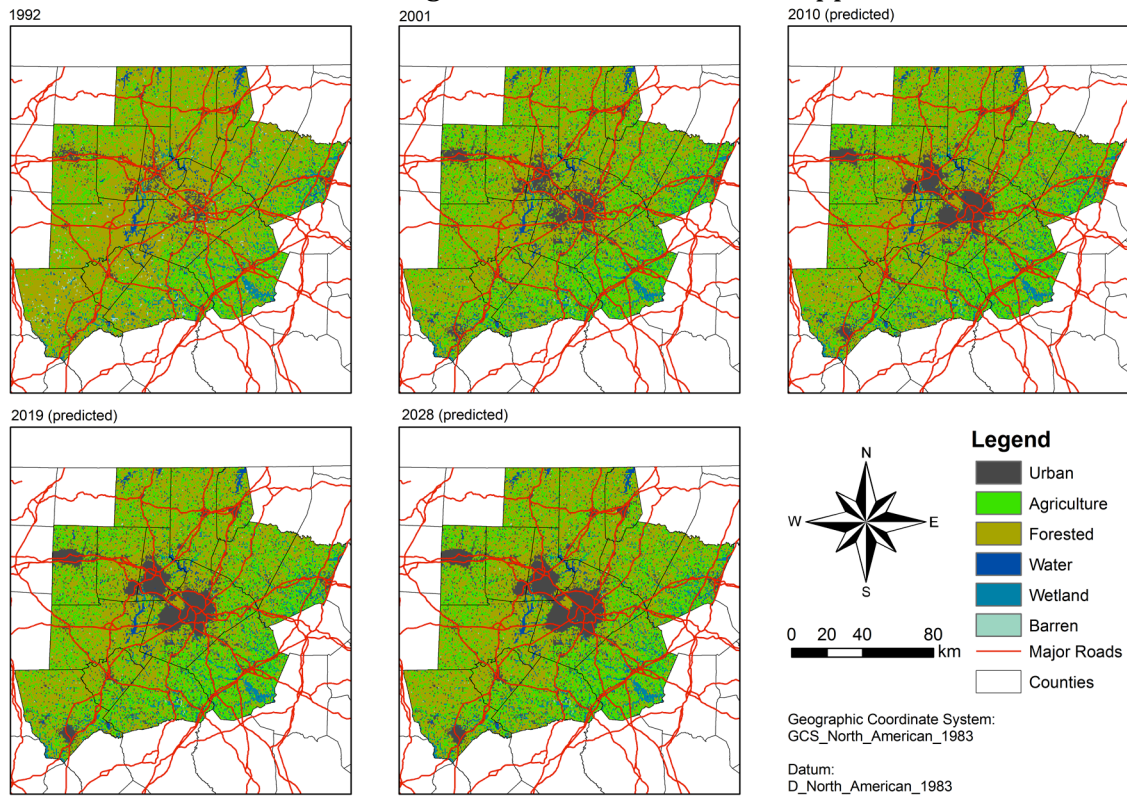 1992
2001
2010 (predicted)
2019 (predicted)
2028 (predicted)
N
W
E
S
0 20 40 80
km
Legend
Urban
Agriculture
Forested
Water
Wetland
Barren
Major Roads
Counties
Geographic Coordinate System:
GCS_North_American_1983
Datum:
D_North_American_1983